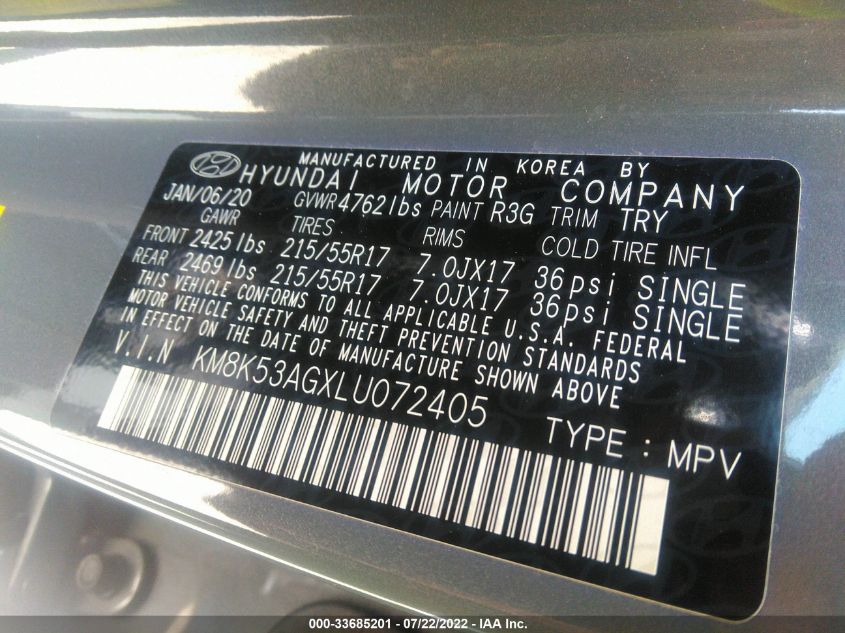 MANUFACTURED IN KOREA BY
HYUNDAI MOTOR COMPANY
JAN/06/20 GVWR 4762 lbs PAINT R3G TRIM TRY
GAWR TIRES RIMS COLD TIRE INFL
FRONT 2425 lbs 215/55R17 7.0JX17 36psi SINGLE
REAR 2469 lbs 215/55R17 7.0JX17 36psi SINGLE
THIS VEHICLE CONFORMS TO ALL APPLICABLE U.S.A. FEDERAL
MOTOR VEHICLE SAFETY AND THEFT PREVENTION STANDARDS
IN EFFECT ON THE DATE OF MANUFACTURE SHOWN ABOVE
V.I.N KM8K53AGXLU072405
TYPE : MPV
000-33685201 - 07/22/2022 - IAA Inc.